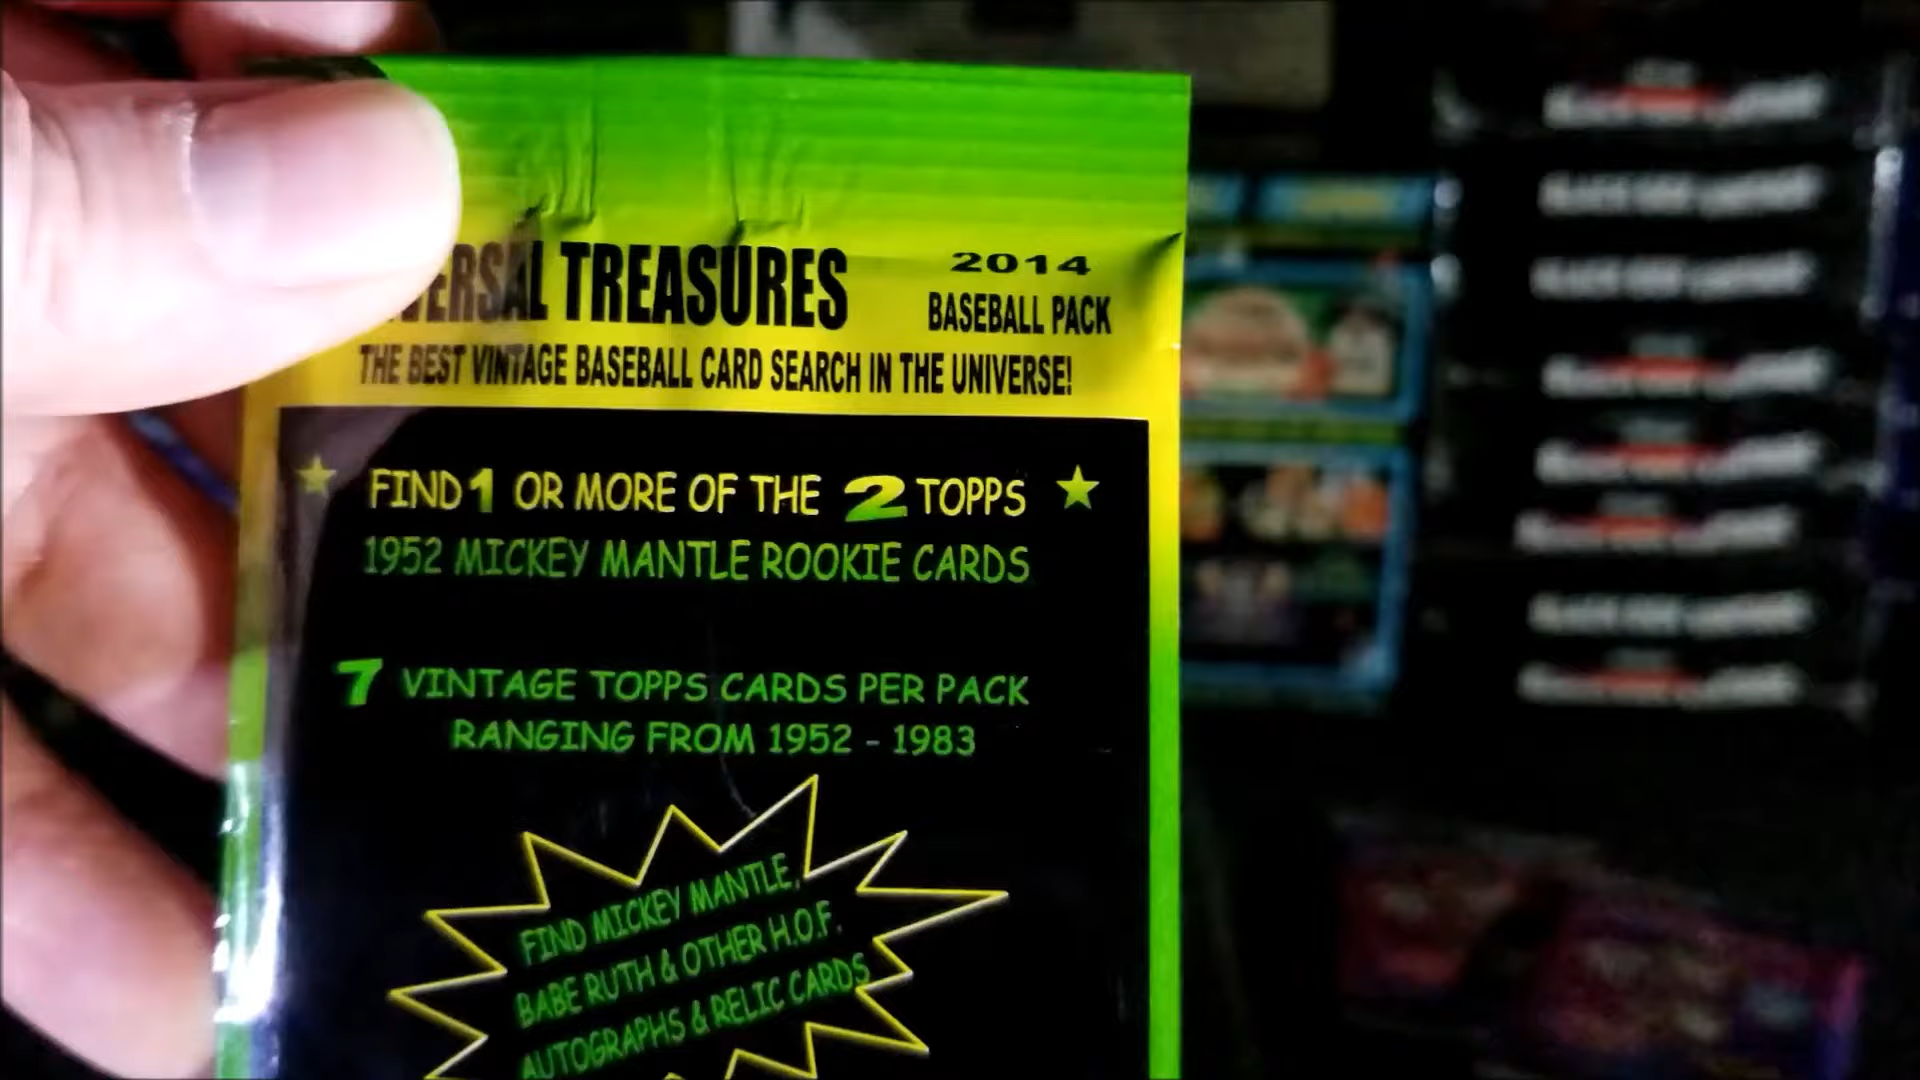 VERSAL TREASURES
2014
BASEBALL PACK
THE BEST VINTAGE BASEBALL CARD SEARCH IN THE UNIVERSE!
FIND 1 OR MORE OF THE 2 TOPPS
1952 MICKEY MANTLE ROOKIE CARDS
7 VINTAGE TOPPS CARDS PER PACK
RANGING FROM 1952 - 1983
FIND MICKEY MANTLE,
BABE RUTH & OTHER H.O.F.
AUTOGRAPHS & RELIC CARDS